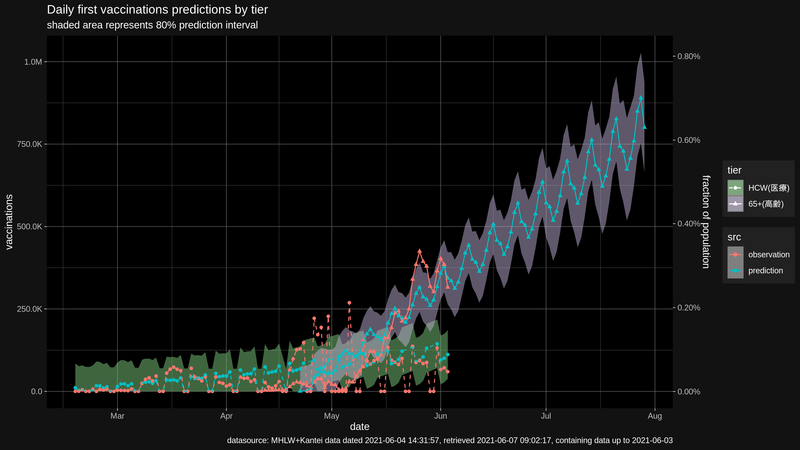 Daily first vaccinations predictions by tier
shaded area represents 80% prediction interval
1.0M
750.0K
500.0K
250.0K
0.0
vaccinations
0.80%
0.60%
0.40%
0.20%
0.00%
fraction of population
Mar
Apr
May
Jun
Jul
Aug
date
tier
HCW(医療)
65+(高齢)
src
observation
prediction
datasource: MHLW+Kantei data dated 2021-06-04 14:31:57, retrieved 2021-06-07 09:02:17, containing data up to 2021-06-03